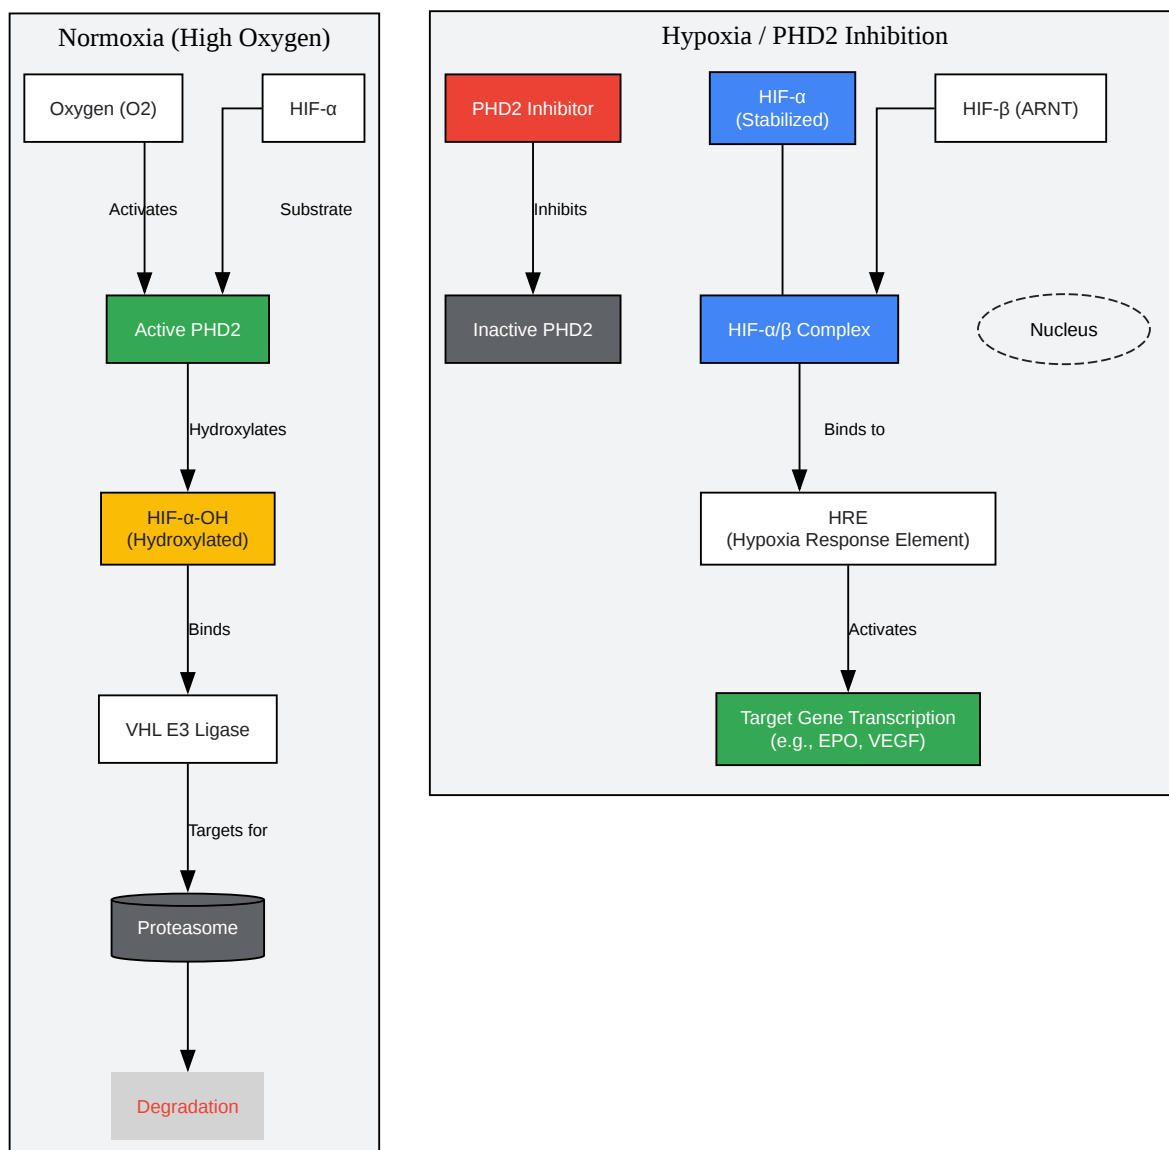 Normoxia (High Oxygen)
Oxygen (O2)
HIF-α
Activates
Substrate
Active PHD2
Hydroxylates
HIF-α-OH
(Hydroxylated)
Binds
VHL E3 Ligase
Targets for
Proteasome
Degradation
Hypoxia / PHD2 Inhibition
PHD2 Inhibitor
HIF-α
(Stabilized)
HIF-β (ARNT)
Inhibits
Inactive PHD2
HIF-α/β Complex
Nucleus
Binds to
HRE
(Hypoxia Response Element)
Activates
Target Gene Transcription
(e.g., EPO, VEGF)